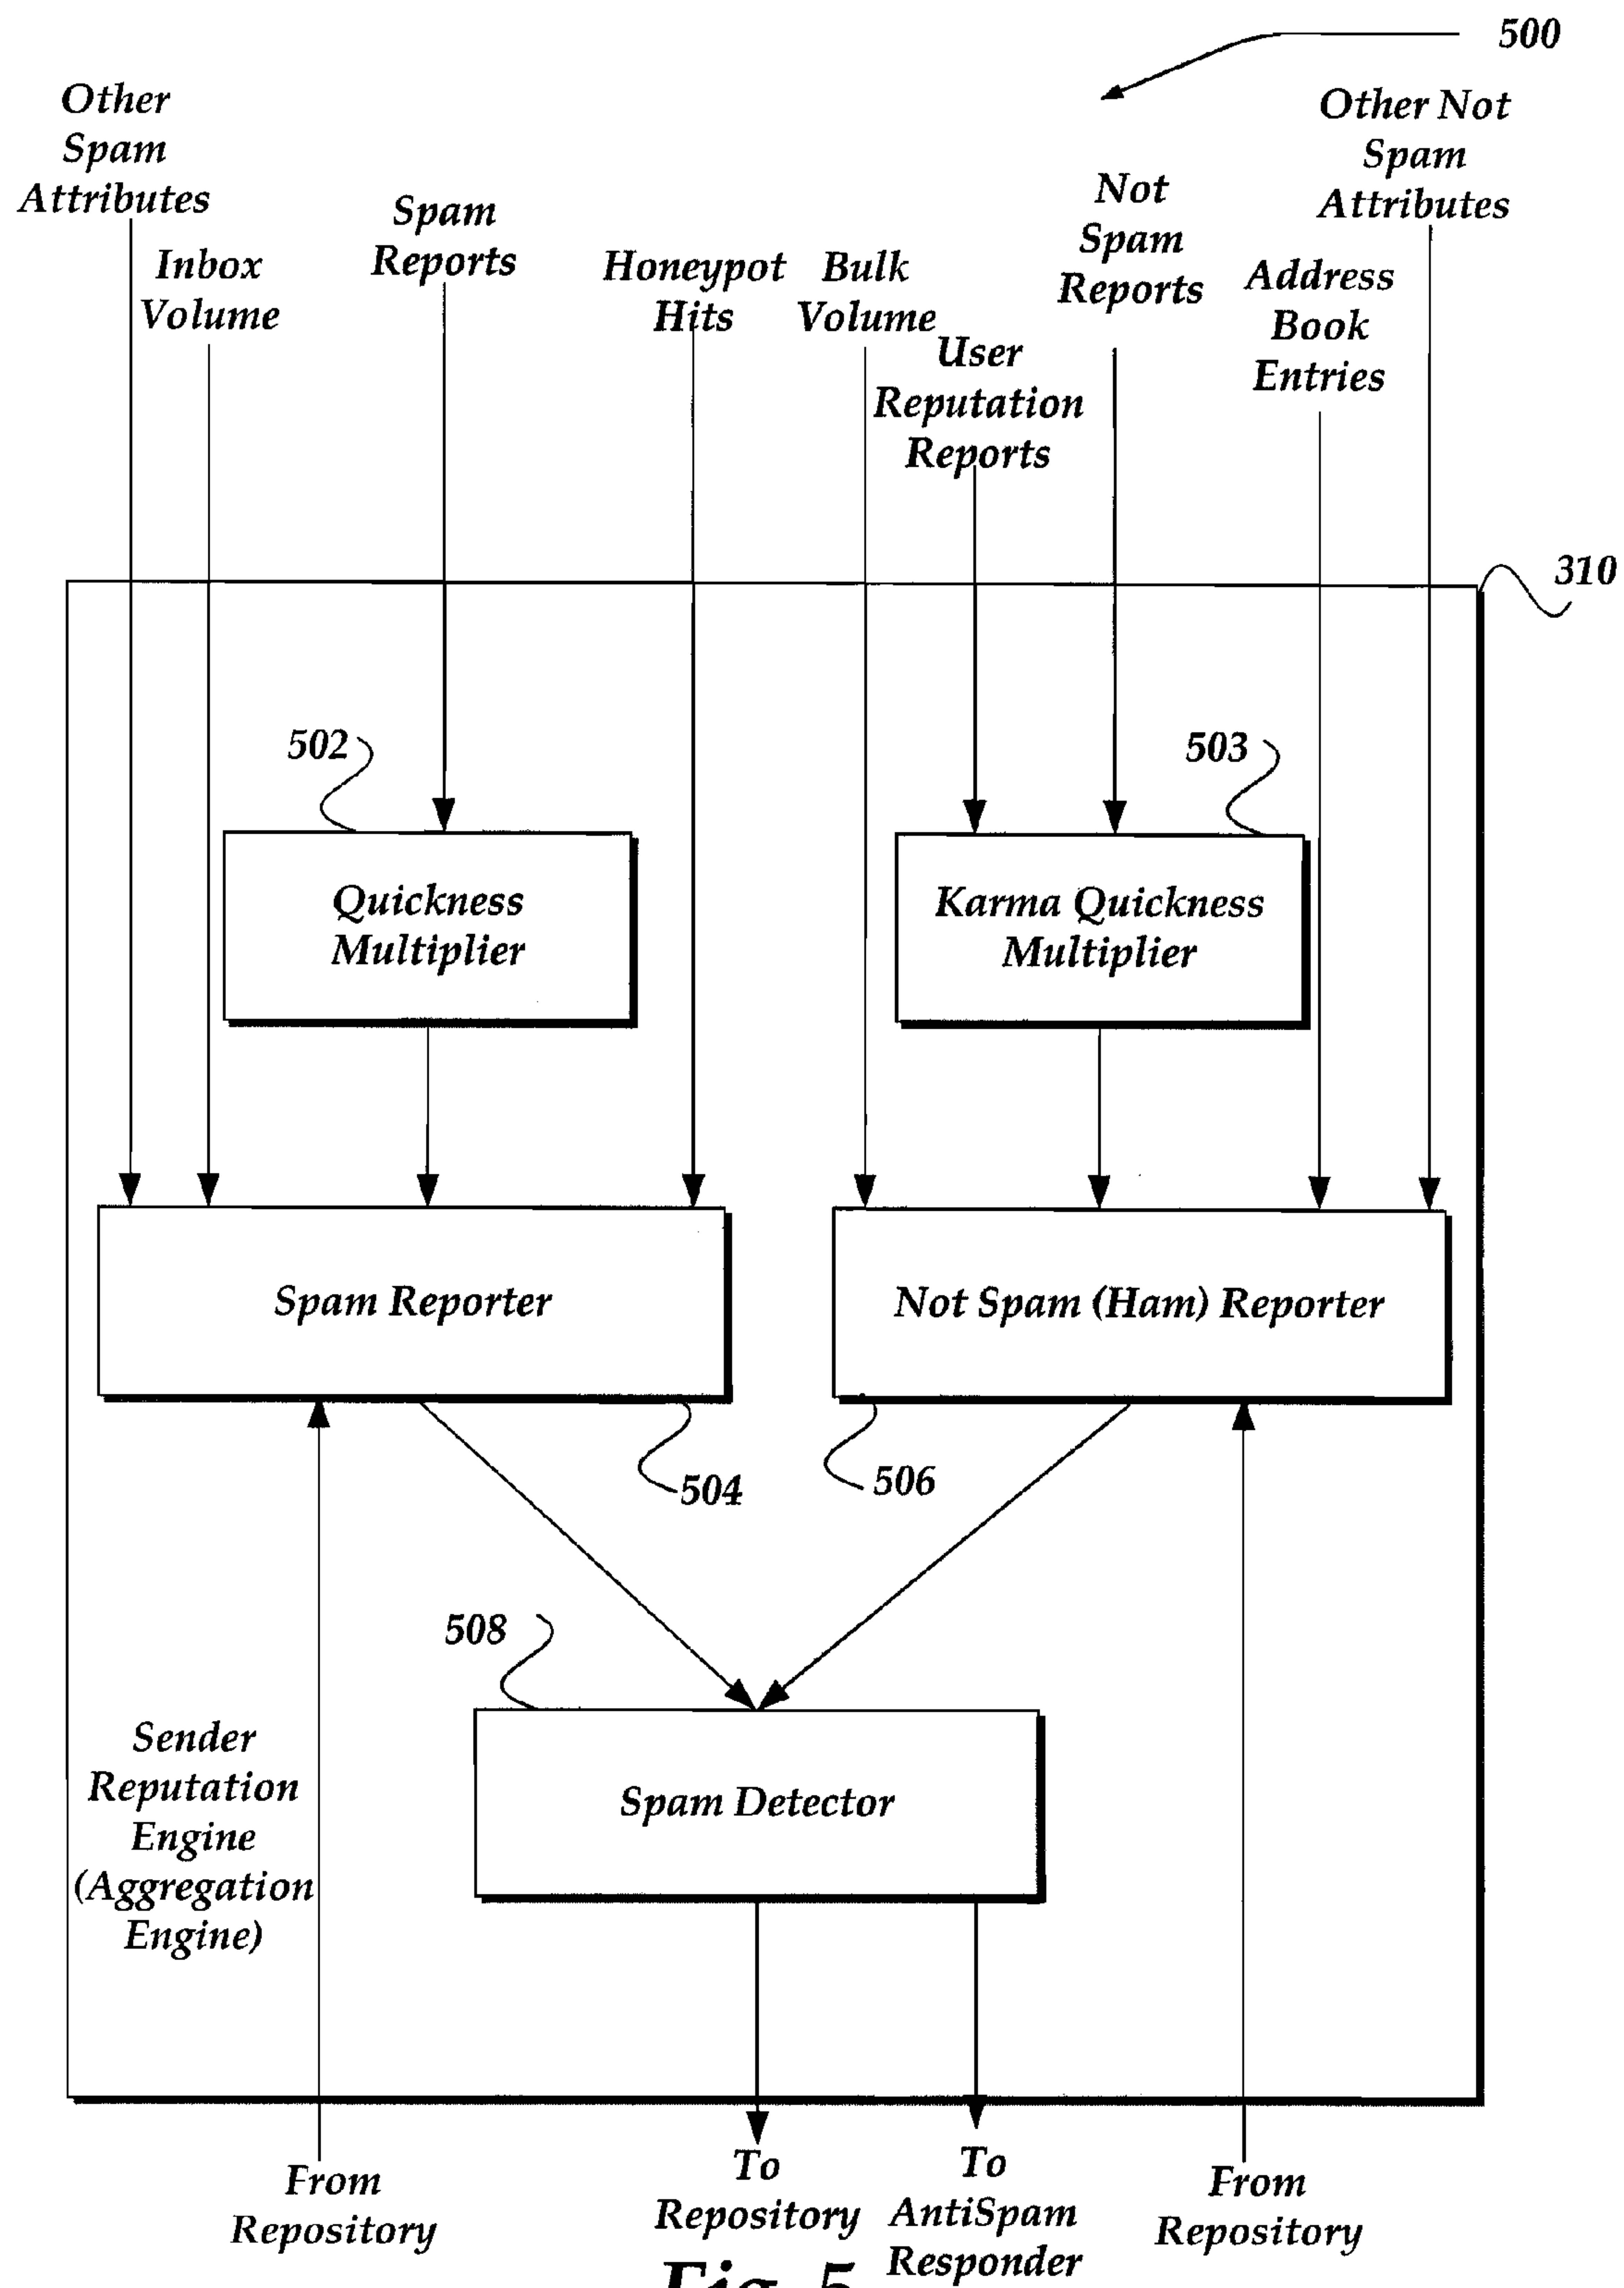 500
Other
Spam
Attributes
Inbox
Volume
Spam
Reports
Honeypot
Hits
Bulk
Volume
User
Reputation
Reports
Not
Spam
Reports
Address
Book
Entries
Other Not
Spam
Attributes
310
502
503
Quickness
Multiplier
Karma Quickness
Multiplier
Spam Reporter
Not Spam (Ham) Reporter
504
506
508
Spam Detector
Sender
Reputation
Engine
(Aggregation
Engine)
From
Repository
To
Repository
To
AntiSpam
Responder
From
Repository
Fig. 5